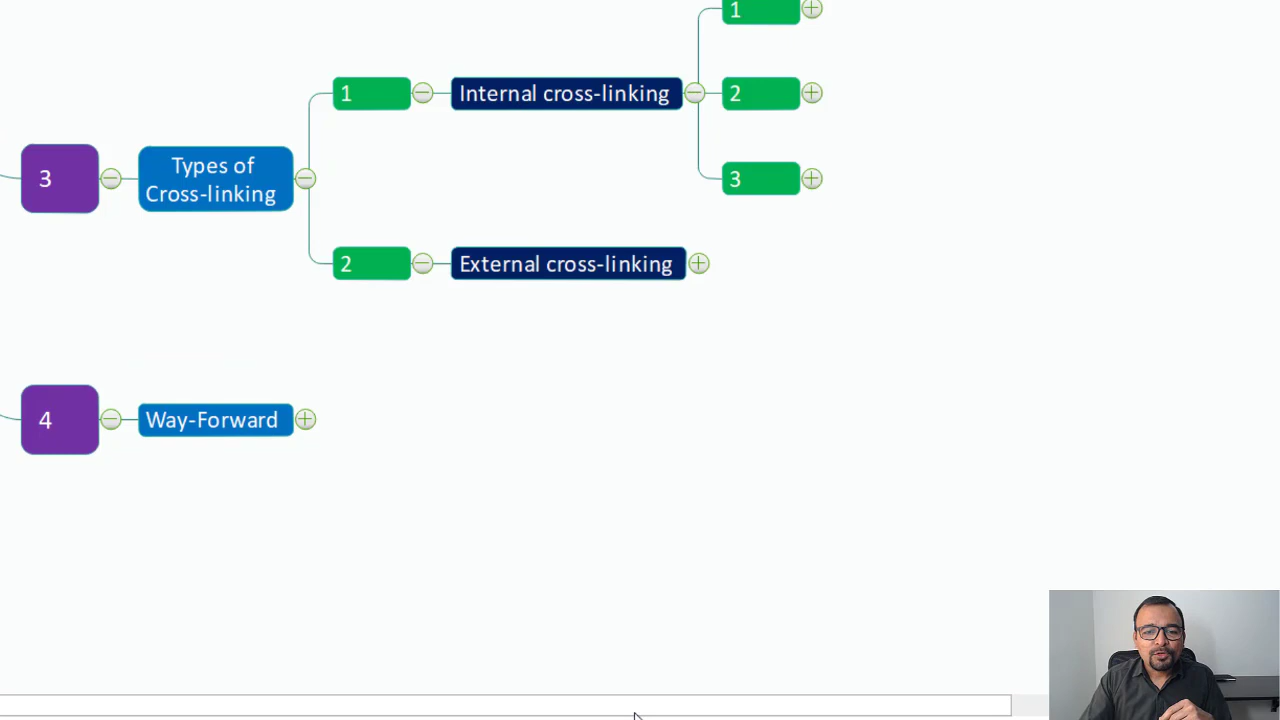 1
1
Internal cross-linking
2
3
Types of
Cross-linking
3
2
External cross-linking
4
Way-Forward